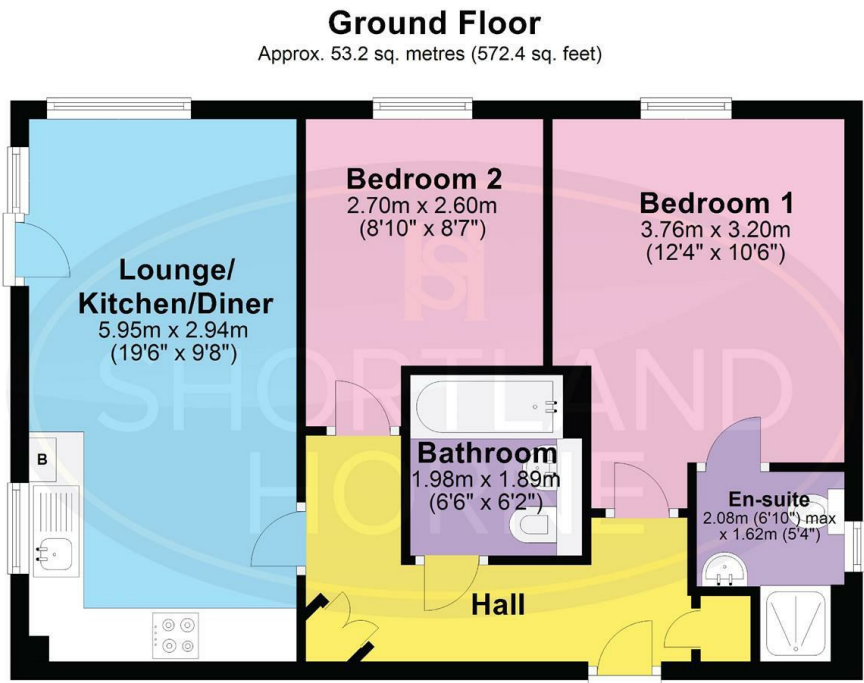 Ground Floor
Approx. 53.2 sq. metres (572.4 sq. feet)
Bedroom 2
2.70m x 2.60m
(8'10" x 8'7")
Bedroom 1
3.76m x 3.20m
(12'4" x 10'6")
Lounge/
Kitchen/Diner
5.95m x 2.94m
(19'6" x 9'8")
SHORTLAND
HORNE
B
Bathroom
1.98m x 1.89m
(6'6" x 6'2")
En-suite
2.08m (6'10") max
x 1.62m (5'4")
Hall